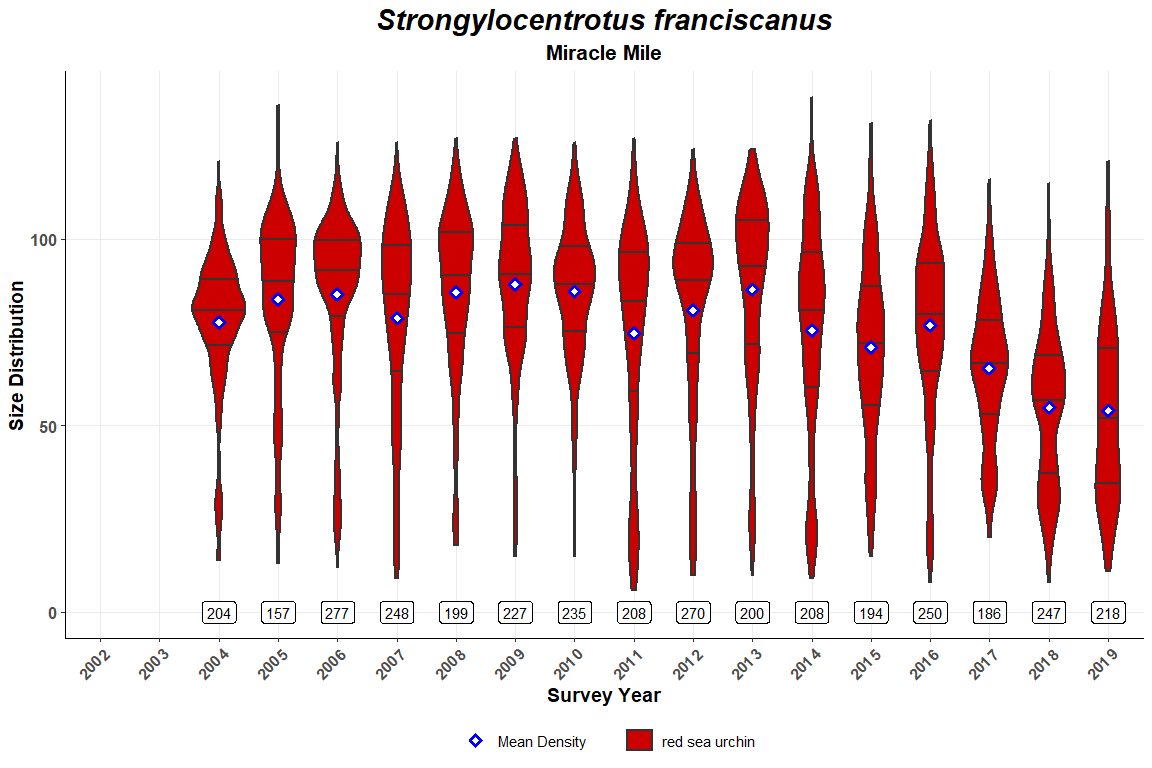 Strongylocentrotus franciscanus
Miracle Mile
Size Distribution
100
50
0
204 157 277 248 199 227 235 208 270 200 208 194 250 186 247 218
2002 2003 2004 2005 2006 2007 2008 2009 2010 2011 2012 2013 2014 2015 2016 2017 2018 2019
Survey Year
Mean Density red sea urchin